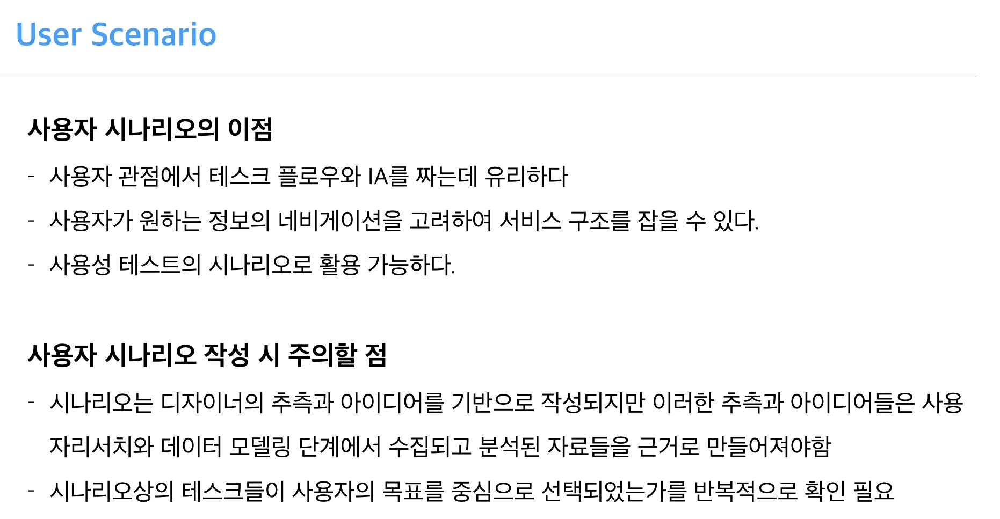 User Scenario
사용자 시나리오의 이점
- 사용자 관점에서 테스크 플로우와 IA를 짜는데 유리하다
- 사용자가 원하는 정보의 네비게이션을 고려하여 서비스 구조를 잡을 수 있다.
- 사용성 테스트의 시나리오로 활용 가능하다.
사용자 시나리오 작성 시 주의할 점
- 시나리오는 디자이너의 추측과 아이디어를 기반으로 작성되지만 이러한 추측과 아이디어들은 사용
자리서치와 데이터 모델링 단계에서 수집되고 분석된 자료들을 근거로 만들어져야함
- 시나리오상의 테스크들이 사용자의 목표를 중심으로 선택되었는가를 반복적으로 확인 필요